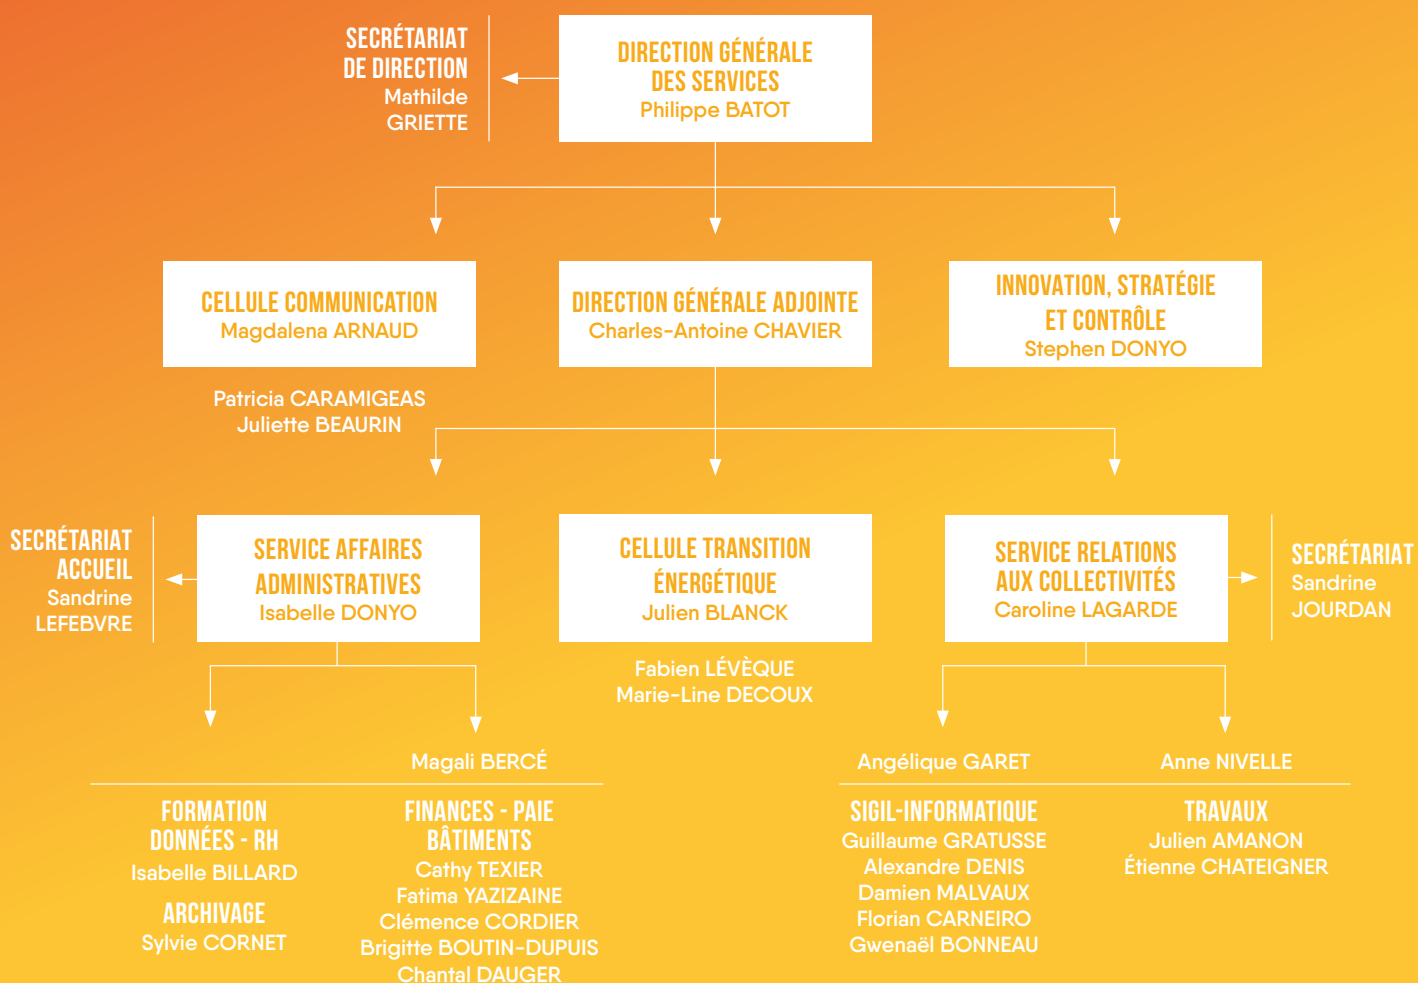 SECRÉTARIAT
DE DIRECTION
Mathilde
GRIETTE
DIRECTION GÉNÉRALE
DES SERVICES
Philippe BATOT
CELLULE COMMUNICATION
Magdalena ARNAUD
Patricia CARAMIGEAS
Juliette BEAURIN
DIRECTION GÉNÉRALE ADJOINTE
Charles-Antoine CHAVIER
INNOVATION, STRATÉGIE
ET CONTRÔLE
Stephen DONYO
SECRÉTARIAT
ACCUEIL
Sandrine
LEFEBVRE
SERVICE AFFAIRES
ADMINISTRATIVES
Isabelle DONYO
CELLULE TRANSITION
ÉNERGÉTIQUE
Julien BLANCK
Fabien LÉVÈQUE
Marie-Line DECOUX
SERVICE RELATIONS
AUX COLLECTIVITÉS
Caroline LAGARDE
SECRÉTARIAT
Sandrine
JOURDAN
FORMATION
DONNÉES - RH
Isabelle BILLARD
ARCHIVAGE
Sylvie CORNET
Magali BERCÉ
FINANCES - PAIE
BÂTIMENTS
Cathy TEXIER
Fatima YAZIZAINE
Clémence CORDIER
Brigitte BOUTIN-DUPUIS
Chantal DAUGER
Angélique GARET
SIGIL-INFORMATIQUE
Guillaume GRATUSSE
Alexandre DENIS
Damien MALVAUX
Florian CARNEIRO
Gwenaël BONNEAU
Anne NIVELLE
TRAVAUX
Julien AMANON
Étienne CHATEIGNER